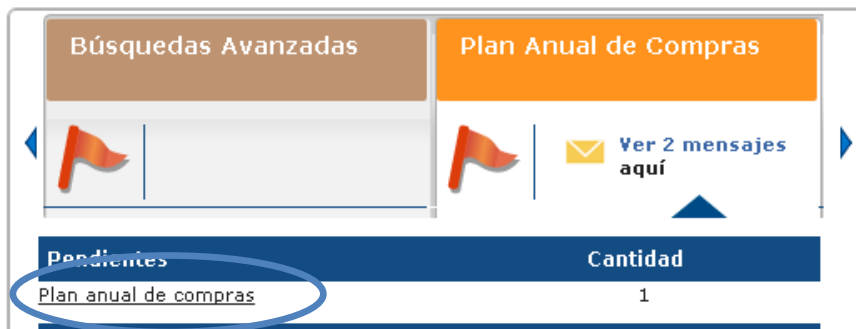 Búsquedas Avanzadas
Plan Anual de Compras
Ver 2 mensajes
aquí
Pendientes Cantidad
Plan anual de compras 1